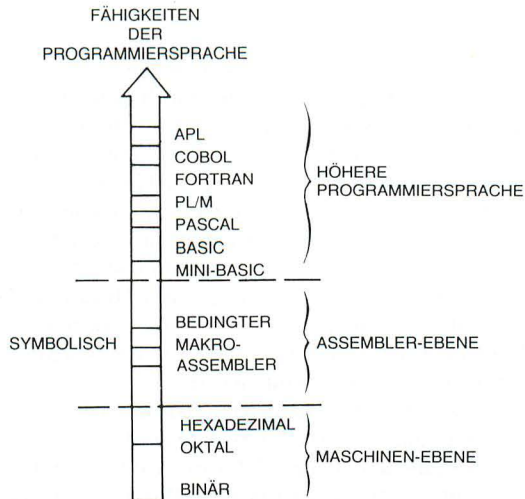 FÄHIGKEITEN
DER
PROGRAMMIERSPRACHE
APL
COBOL
FORTRAN
PL/M
PASCAL
BASIC
MINI-BASIC
HÖHERE
PROGRAMMIERSPRACHE
SYMBOLISCH
BEDINGTER
MAKRO-
ASSEMBLER
ASSEMBLER-EBENE
HEXADEZIMAL
OKTAL
BINÄR
MASCHINEN-EBENE